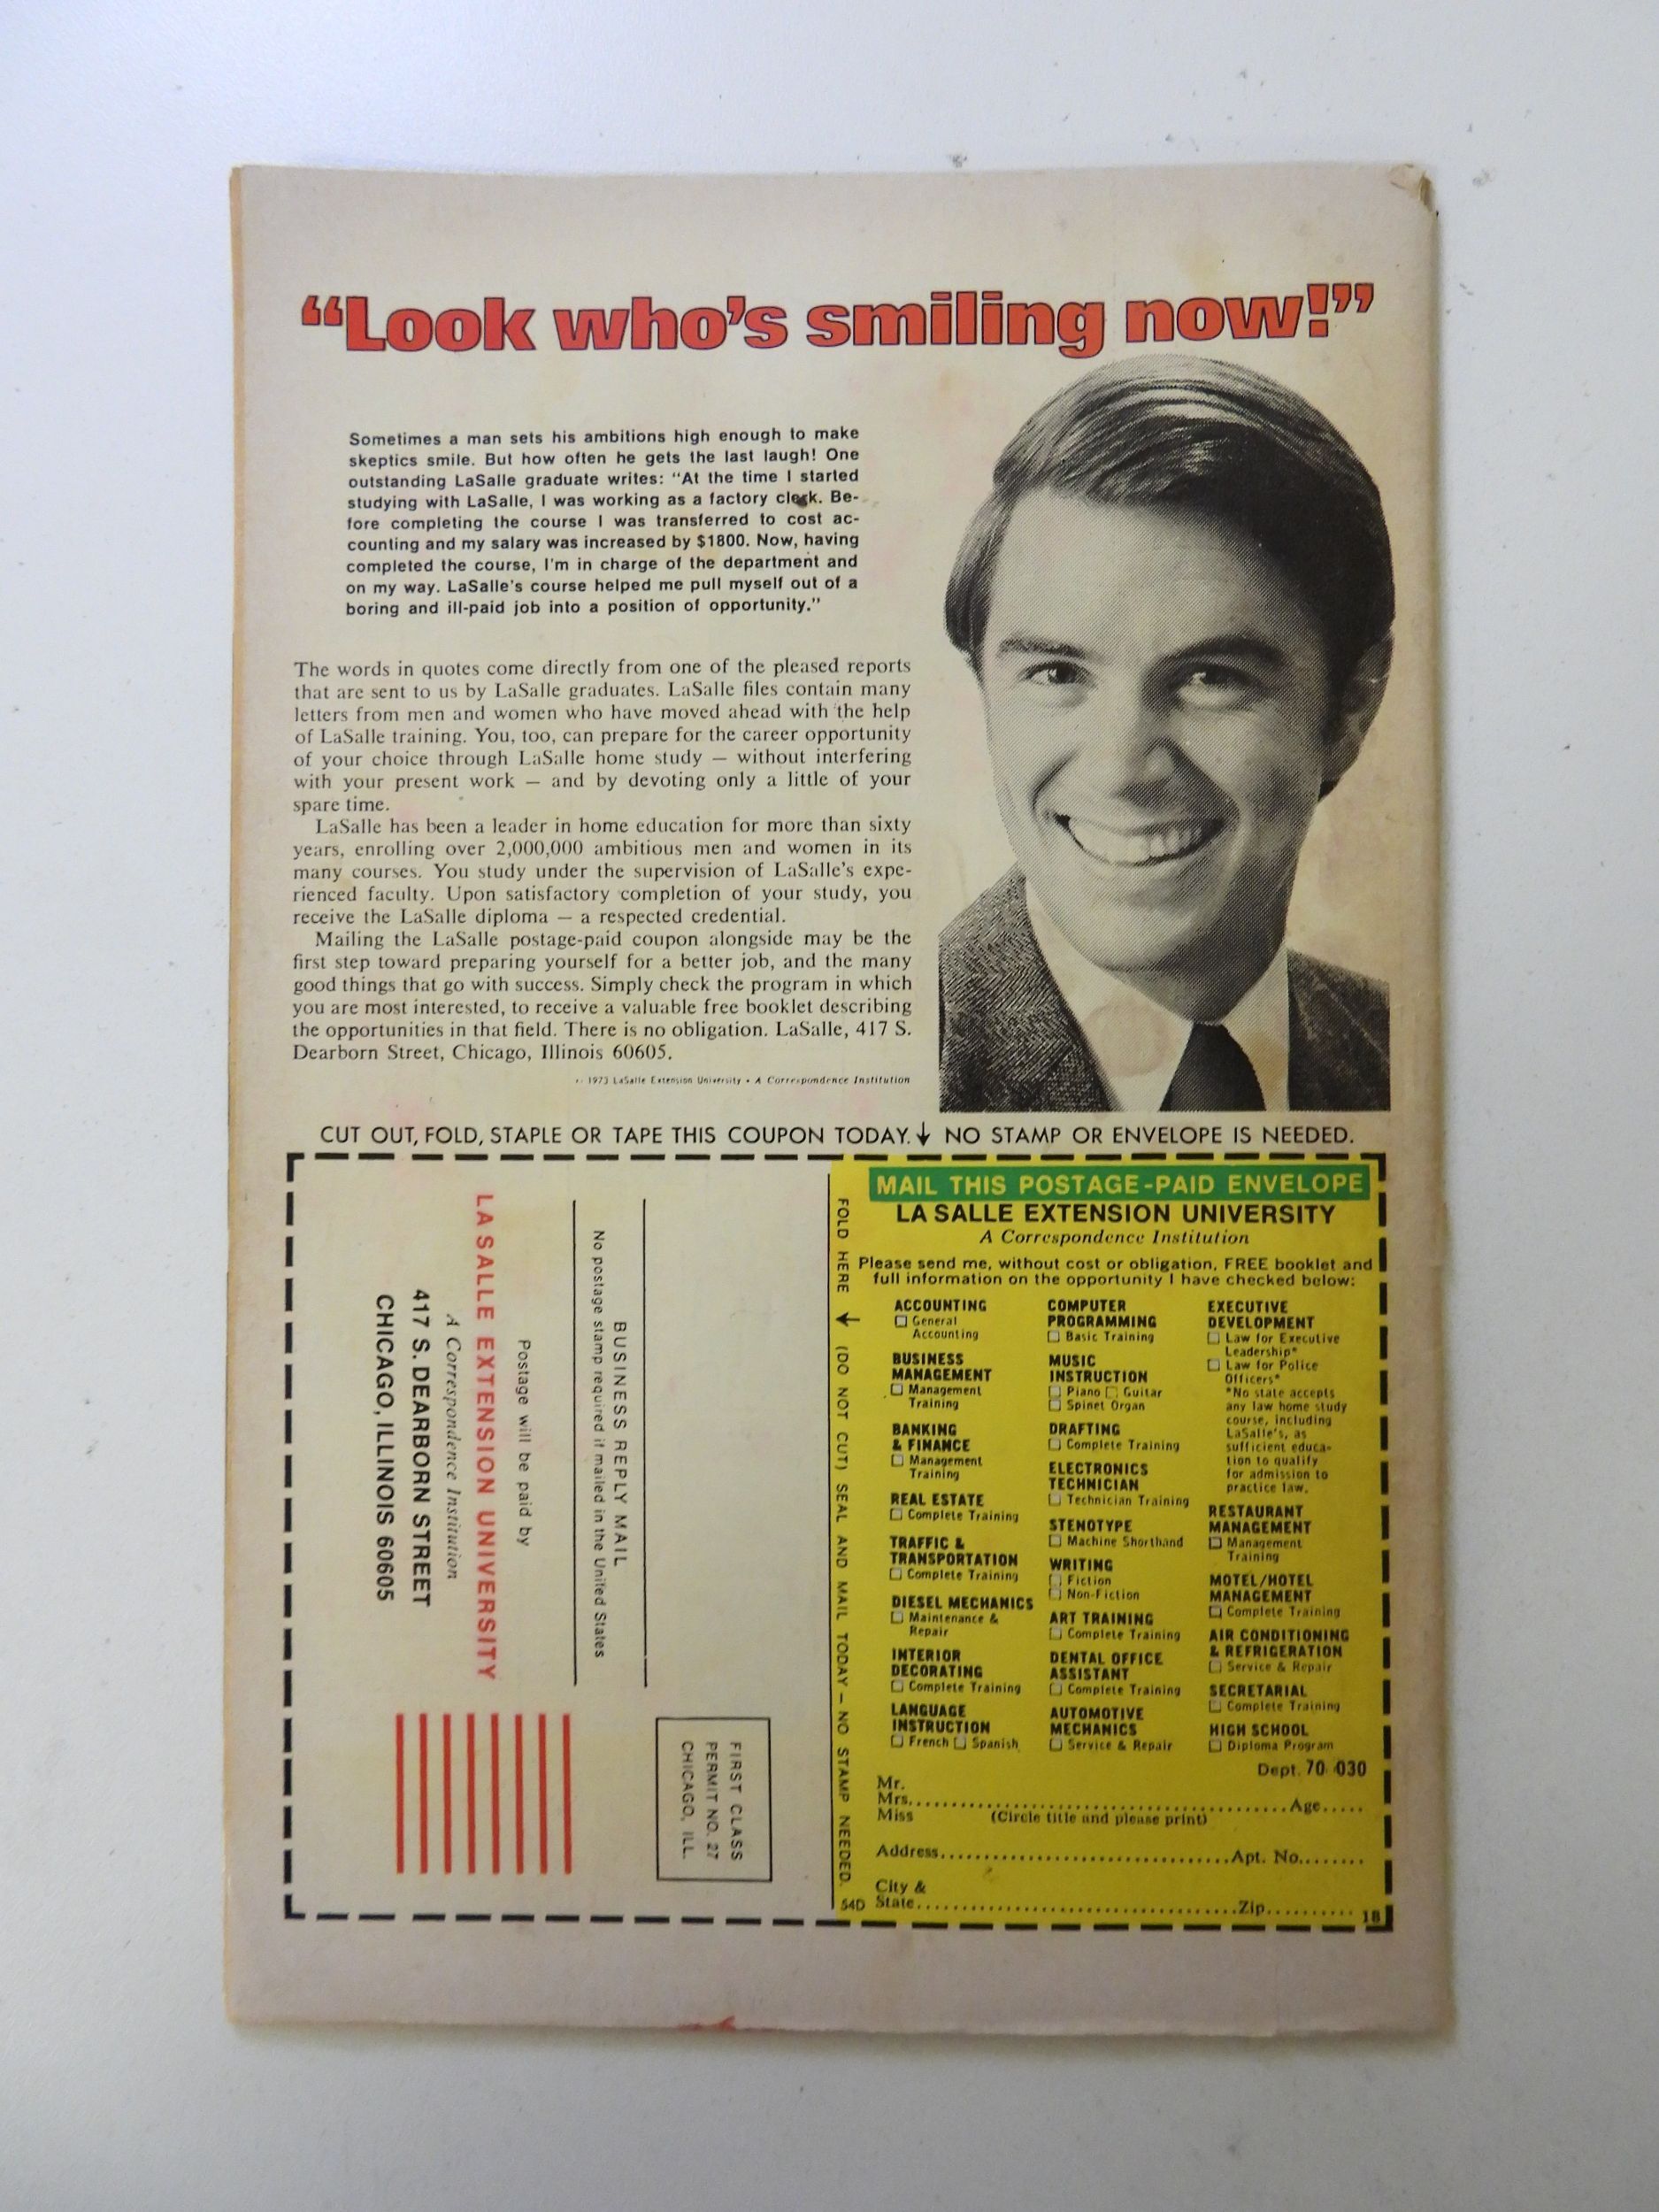 “Look who’s smiling now!”
Sometimes a man sets his ambitions high enough to make
skeptics smile. But how often he gets the last laugh! One
outstanding LaSalle graduate writes: “At the time I started
studying with LaSalle, I was working as a factory clerk. Be-
fore completing the course I was transferred to cost ac-
counting and my salary was increased by $1800. Now, having
completed the course, I’m in charge of the department and
on my way. LaSalle’s course helped me pull myself out of a
boring and ill-paid job into a position of opportunity.”
The words in quotes come directly from one of the pleased reports
that are sent to us by LaSalle graduates. LaSalle files contain many
letters from men and women who have moved ahead with the help
of LaSalle training. You, too, can prepare for the career opportunity
of your choice through LaSalle home study — without interfering
with your present work — and by devoting only a little of your
spare time.
LaSalle has been a leader in home education for more than sixty
years, enrolling over 2,000,000 ambitious men and women in its
many courses. You study under the supervision of LaSalle’s expe-
rienced faculty. Upon satisfactory completion of your study, you
receive the LaSalle diploma — a respected credential.
Mailing the LaSalle postage-paid coupon alongside may be the
first step toward preparing yourself for a better job, and the many
good things that go with success. Simply check the program in which
you are most interested, to receive a valuable free booklet describing
the opportunities in that field. There is no obligation. LaSalle, 417 S.
Dearborn Street, Chicago, Illinois 60605.
1973 LaSalle Extension University • A Correspondence Institution
CUT OUT, FOLD, STAPLE OR TAPE THIS COUPON TODAY.↓ NO STAMP OR ENVELOPE IS NEEDED.
FIRST CLASS
PERMIT NO. 27
CHICAGO, ILL.
BUSINESS REPLY MAIL
No postage stamp required if mailed in the United States
Postage will be paid by
LA SALLE EXTENSION UNIVERSITY
A Correspondence Institution
417 S. DEARBORN STREET
CHICAGO, ILLINOIS 60605
FOLD HERE ← (DO NOT CUT) SEAL AND MAIL TODAY — NO STAMP NEEDED.
54D
MAIL THIS POSTAGE-PAID ENVELOPE
LA SALLE EXTENSION UNIVERSITY
A Correspondence Institution
Please send me, without cost or obligation, FREE booklet and
full information on the opportunity I have checked below:
ACCOUNTING
☐ General
Accounting
BUSINESS
MANAGEMENT
☐ Management
Training
BANKING
& FINANCE
☐ Management
Training
REAL ESTATE
☐ Complete Training
TRAFFIC &
TRANSPORTATION
☐ Complete Training
DIESEL MECHANICS
☐ Maintenance &
Repair
INTERIOR
DECORATING
☐ Complete Training
LANGUAGE
INSTRUCTION
☐ French ☐ Spanish
COMPUTER
PROGRAMMING
☐ Basic Training
MUSIC
INSTRUCTION
☐ Piano ☐ Guitar
☐ Spinet Organ
DRAFTING
☐ Complete Training
ELECTRONICS
TECHNICIAN
☐ Technician Training
STENOTYPE
☐ Machine Shorthand
WRITING
☐ Fiction
☐ Non-Fiction
ART TRAINING
☐ Complete Training
DENTAL OFFICE
ASSISTANT
☐ Complete Training
AUTOMOTIVE
MECHANICS
☐ Service & Repair
EXECUTIVE
DEVELOPMENT
☐ Law for Executive
Leadership*
☐ Law for Police
Officers*
*No state accepts
any law home study
course, including
LaSalle’s, as
sufficient educa-
tion to qualify
for admission to
practice law.
RESTAURANT
MANAGEMENT
☐ Management
Training
MOTEL/HOTEL
MANAGEMENT
☐ Complete Training
AIR CONDITIONING
& REFRIGERATION
☐ Service & Repair
SECRETARIAL
☐ Complete Training
HIGH SCHOOL
☐ Diploma Program
Dept. 70-030
Mr.
Mrs. Age
Miss (Circle title and please print)
Address Apt. No.
City &
State Zip
18